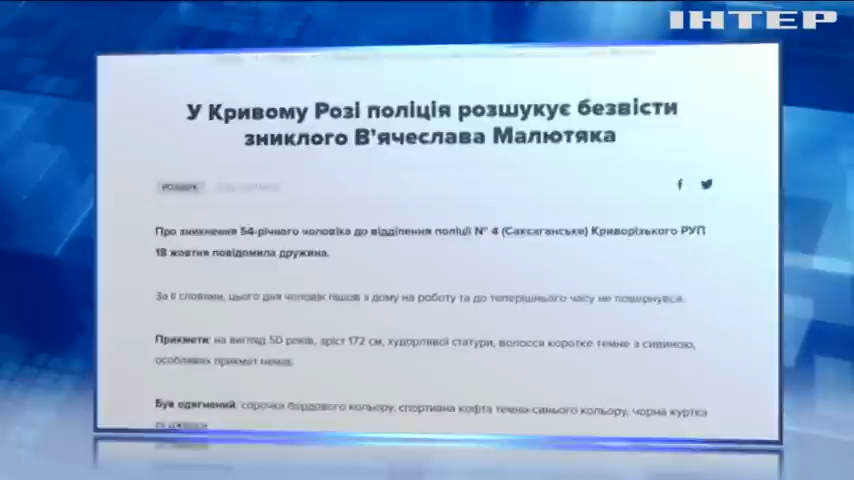 ІНТЕР
У Кривому Розі поліція розшукує безвісти
зниклого В'ячеслава Малютяка
РОЗШУК
Про зникнення 54-річного чоловіка до відділення поліції № 4 (Саксаганське) Криворізького РУП
18 жовтня повідомила дружина.
За її словами, цього дня чоловік пішов з дому на роботу та до теперішнього часу не повернувся.
Прикмети: на вигляд 50 років, зріст 172 см, худорлявої статури, волосся коротке темне з сивиною,
особливих прикмет немає.
Був одягнений: сорочка бордового кольору, спортивна кофта темно-синього кольору, чорна куртка